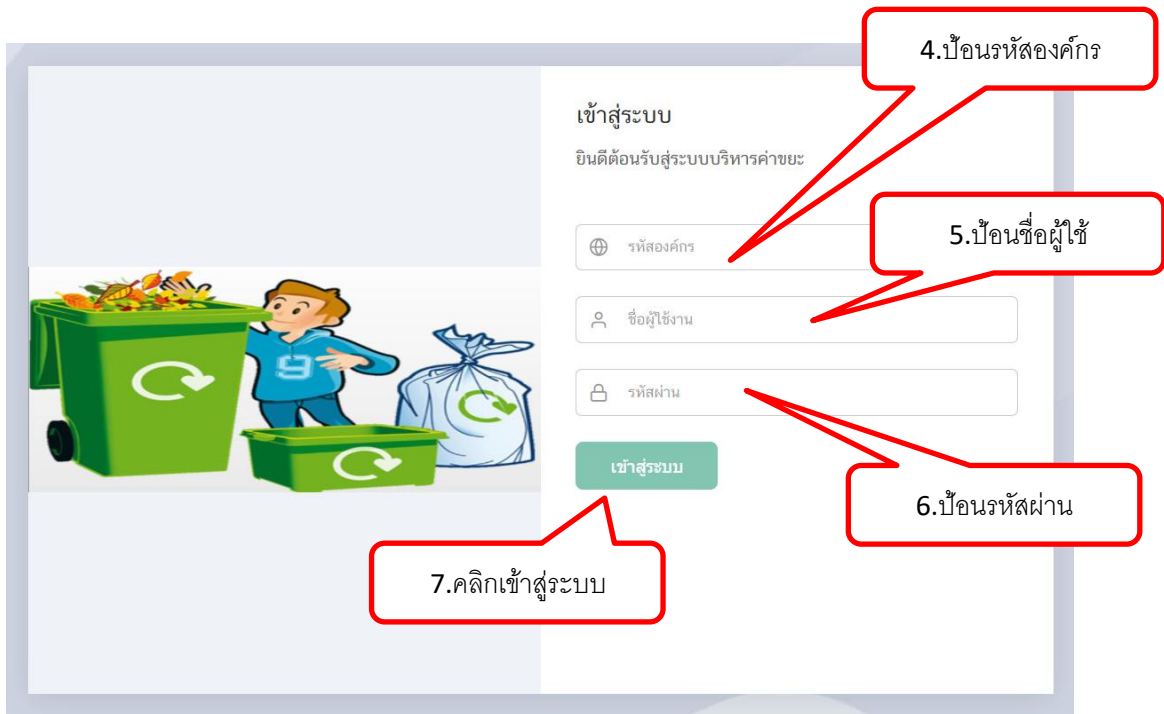 4.ป้อนรหัสองค์กร
เข้าสู่ระบบ
ยินดีต้อนรับสู่ระบบบริหารค่าขยะ
รหัสองค์กร
5.ป้อนชื่อผู้ใช้
ชื่อผู้ใช้งาน
รหัสผ่าน
เข้าสู่ระบบ
6.ป้อนรหัสผ่าน
7.คลิกเข้าสู่ระบบ
9